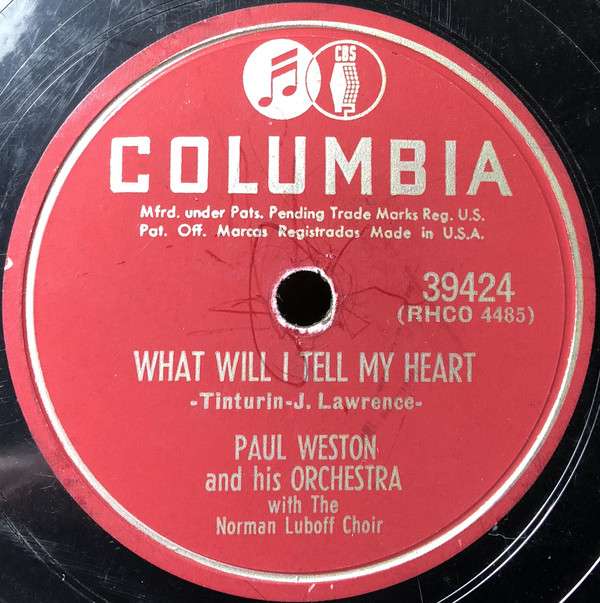 CBS
COLUMBIA
Mfrd. under Pats. Pending Trade Marks Reg. U.S.
Pat. Off. Marcas Registradas Made in U.S.A.
39424
(RHCO 4485)
WHAT WILL I TELL MY HEART
-Tinturin-J. Lawrence-
PAUL WESTON
and his ORCHESTRA
with The
Norman Luboff Choir